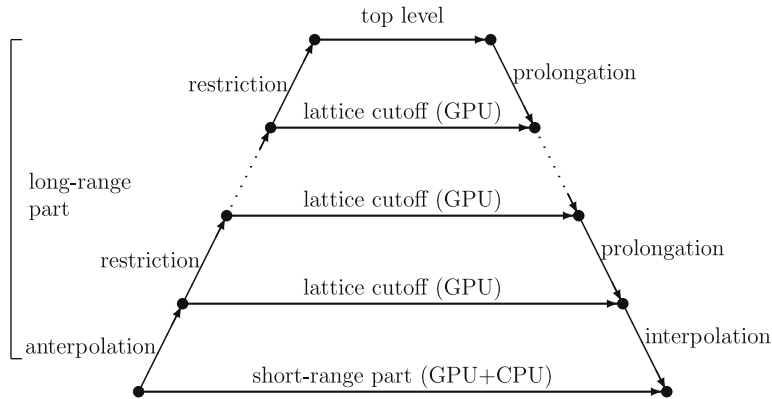 top level
restriction
prolongation
lattice cutoff (GPU)
long-range
part
lattice cutoff (GPU)
restriction
prolongation
lattice cutoff (GPU)
anterpolation
interpolation
short-range part (GPU+CPU)